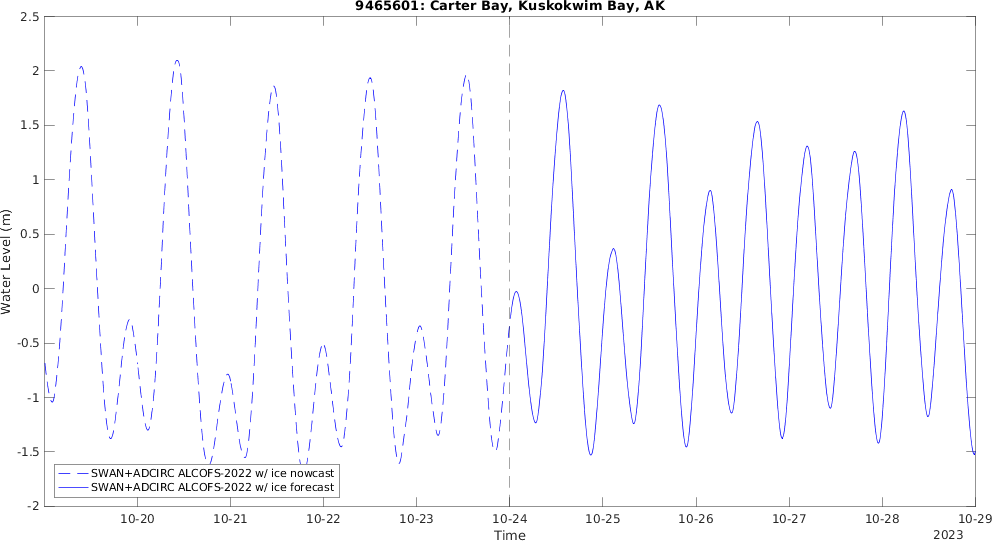 9465601: Carter Bay, Kuskokwim Bay, AK
2.5
2
1.5
1
0.5
0
-0.5
-1
-1.5
-2
Water Level (m)
SWAN+ADCIRC ALCOFS-2022 w/ ice nowcast
SWAN+ADCIRC ALCOFS-2022 w/ ice forecast
10-20 10-21 10-22 10-23 10-24 10-25 10-26 10-27 10-28 10-29
Time
2023